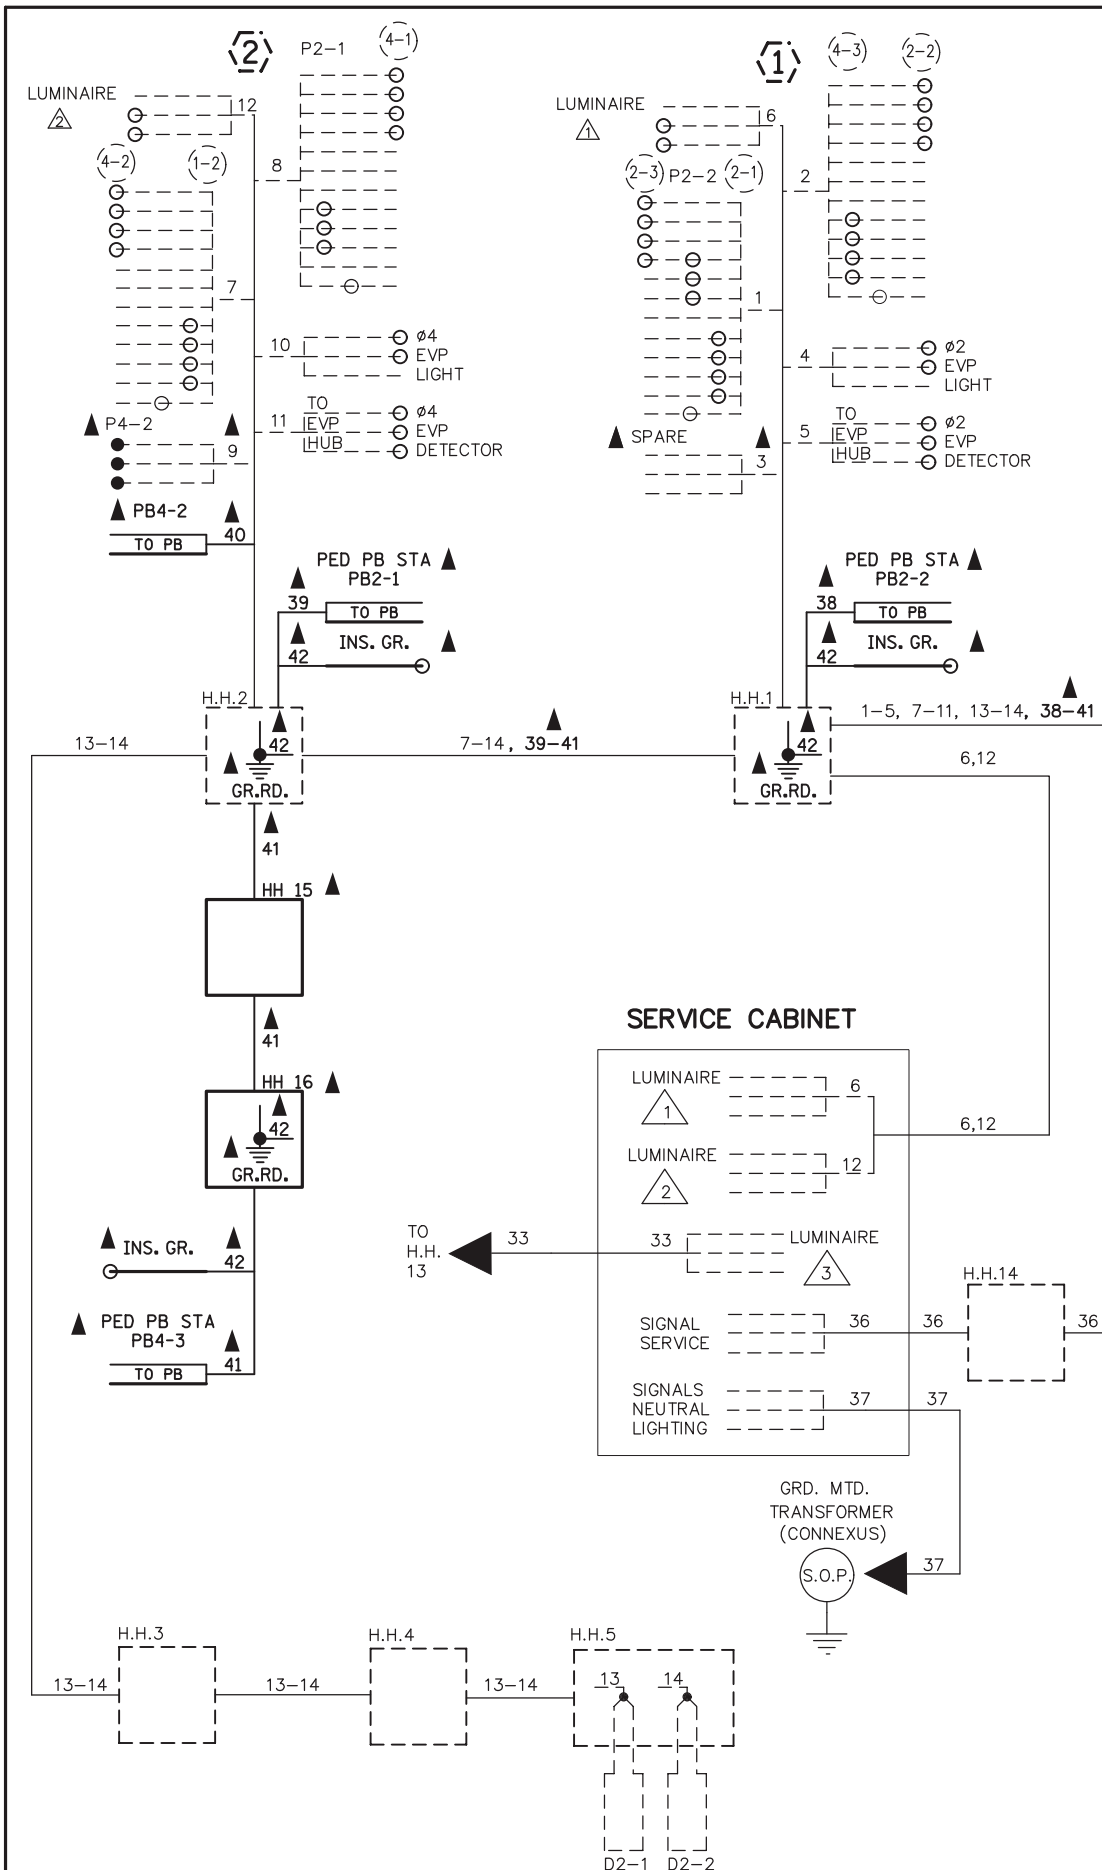 2
P2-1
4-1
1
4-3
2-2
LUMINAIRE
2
12
4-2
1-2
8
LUMINAIRE
1
6
2-3
P2-2
2-1
2
7
1
10
ø4
EVP
LIGHT
4
ø2
EVP
LIGHT
11
TO
EVP
HUB
ø4
EVP
DETECTOR
5
TO
EVP
HUB
ø2
EVP
DETECTOR
P4-2
9
SPARE
3
PB4-2
TO PB
40
PED PB STA
PB2-1
39
TO PB
INS. GR.
42
PED PB STA
PB2-2
38
TO PB
INS. GR.
42
H.H.2
42
GR.RD.
H.H.1
42
GR.RD.
13-14
7-14, 39-41
1-5, 7-11, 13-14, 38-41
6,12
41
HH 15
41
HH 16
42
GR.RD.
INS. GR.
42
PED PB STA
PB4-3
TO PB
41
SERVICE CABINET
LUMINAIRE
1
6
6,12
LUMINAIRE
2
12
TO
H.H.
13
33
33
LUMINAIRE
3
SIGNAL
SERVICE
36
36
H.H.14
36
SIGNALS
NEUTRAL
LIGHTING
37
37
GRD. MTD.
TRANSFORMER
(CONNEXUS)
S.O.P.
37
H.H.3
H.H.4
H.H.5
13-14
13-14
13-14
13
14
D2-1
D2-2